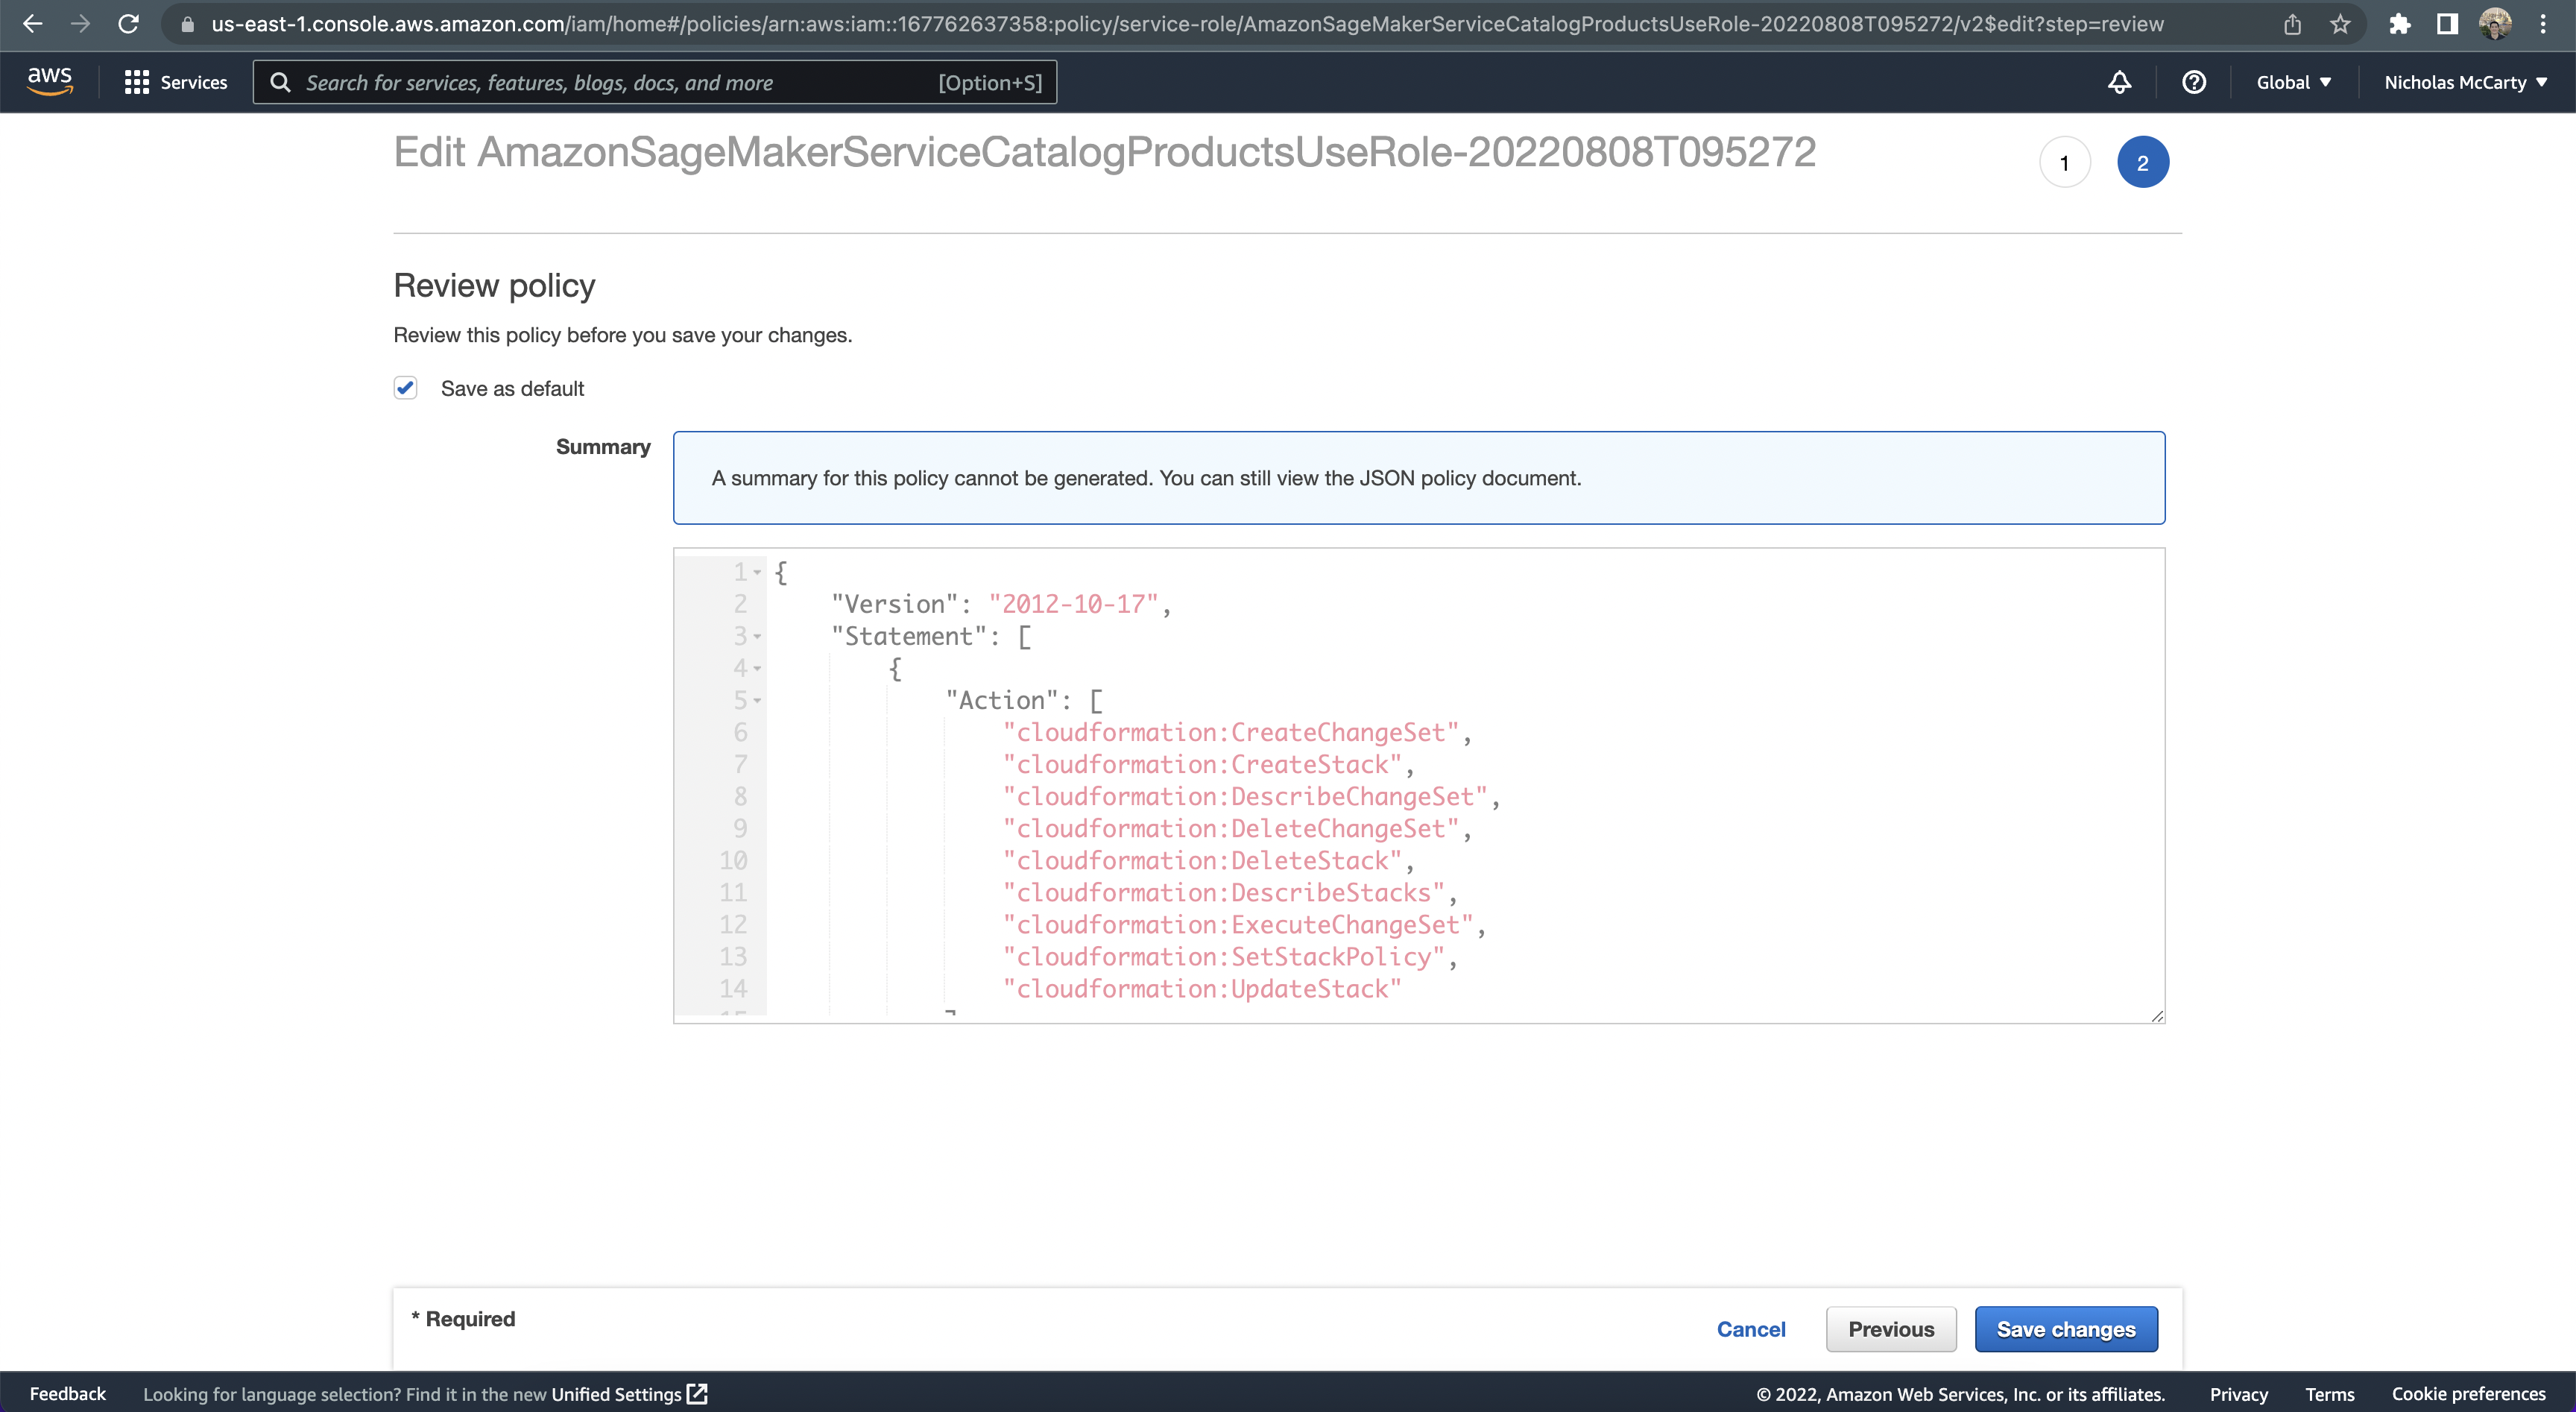 us-east-1.console.aws.amazon.com/iam/home#/policies/arn:aws:iam::167762637358:policy/service-role/AmazonSageMakerServiceCatalogProductsUseRole-20220808T095272/v2$edit?step=review
aws Services Search for services, features, blogs, docs, and more [Option+S] Global Nicholas McCarty
Edit AmazonSageMakerServiceCatalogProductsUseRole-20220808T095272 1 2
Review policy
Review this policy before you save your changes.
Save as default
Summary
A summary for this policy cannot be generated. You can still view the JSON policy document.
1 {
2 "Version": "2012-10-17",
3 "Statement": [
4 {
5 "Action": [
6 "cloudformation:CreateChangeSet",
7 "cloudformation:CreateStack",
8 "cloudformation:DescribeChangeSet",
9 "cloudformation:DeleteChangeSet",
10 "cloudformation:DeleteStack",
11 "cloudformation:DescribeStacks",
12 "cloudformation:ExecuteChangeSet",
13 "cloudformation:SetStackPolicy",
14 "cloudformation:UpdateStack"
* Required Cancel Previous Save changes
Feedback Looking for language selection? Find it in the new Unified Settings © 2022, Amazon Web Services, Inc. or its affiliates. Privacy Terms Cookie preferences